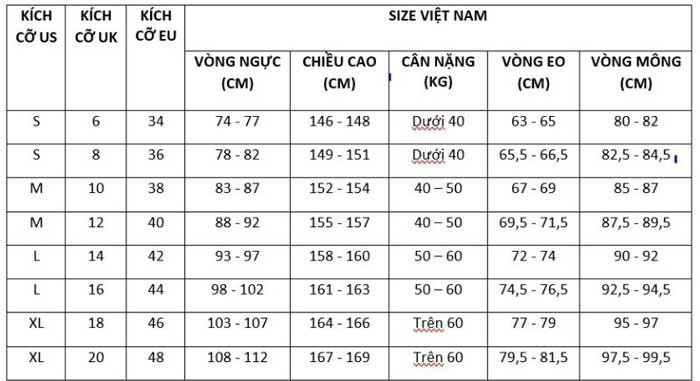 KÍCH CỠ US KÍCH CỠ UK KÍCH CỠ EU SIZE VIỆT NAM
VÒNG NGỰC (CM) CHIỀU CAO (CM) CÂN NẶNG (KG) VÒNG EO (CM) VÒNG MÔNG (CM)
S 6 34 74 - 77 146 - 148 Dưới 40 63 - 65 80 - 82
S 8 36 78 - 82 149 - 151 Dưới 40 65,5 - 66,5 82,5 - 84,5
M 10 38 83 - 87 152 - 154 40 – 50 67 - 69 85 - 87
M 12 40 88 - 92 155 - 157 40 – 50 69,5 - 71,5 87,5 - 89,5
L 14 42 93 - 97 158 - 160 50 – 60 72 - 74 90 - 92
L 16 44 98 - 102 161 - 163 50 – 60 74,5 - 76,5 92,5 - 94,5
XL 18 46 103 - 107 164 - 166 Trên 60 77 - 79 95 - 97
XL 20 48 108 - 112 167 - 169 Trên 60 79,5 - 81,5 97,5 - 99,5